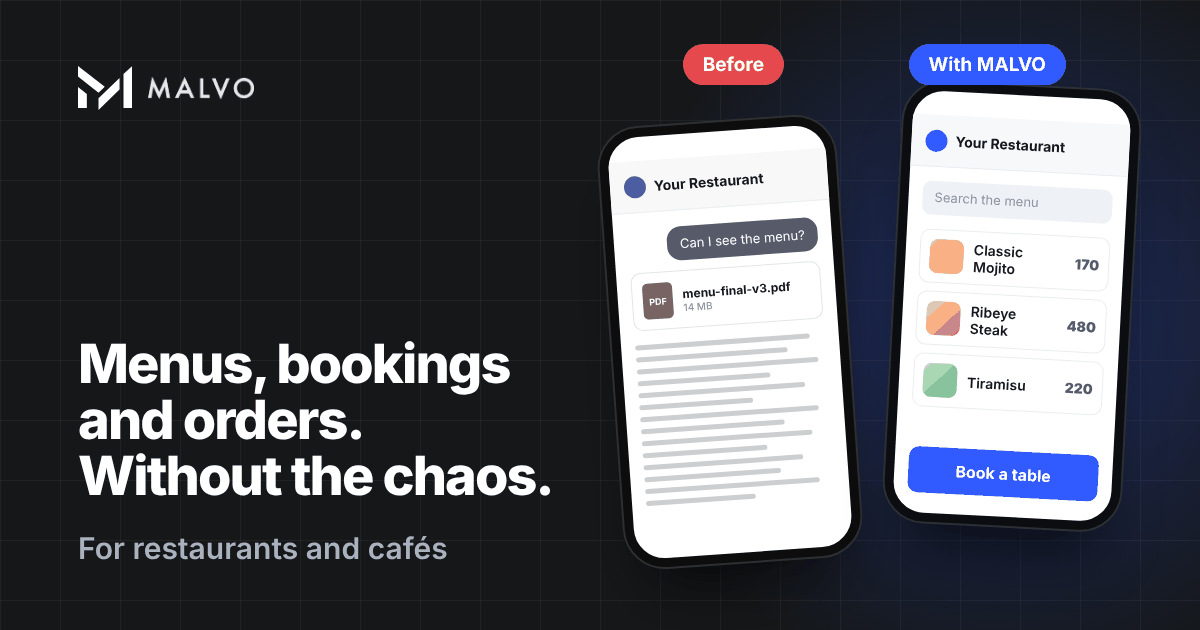 MALVO
Menus, bookings
and orders.
Without the chaos.
For restaurants and cafés
Before
Your Restaurant
Can I see the menu?
PDF
menu-final-v3.pdf
14 MB
With MALVO
Your Restaurant
Search the menu
Classic
Mojito
170
Ribeye
Steak
480
Tiramisu
220
Book a table